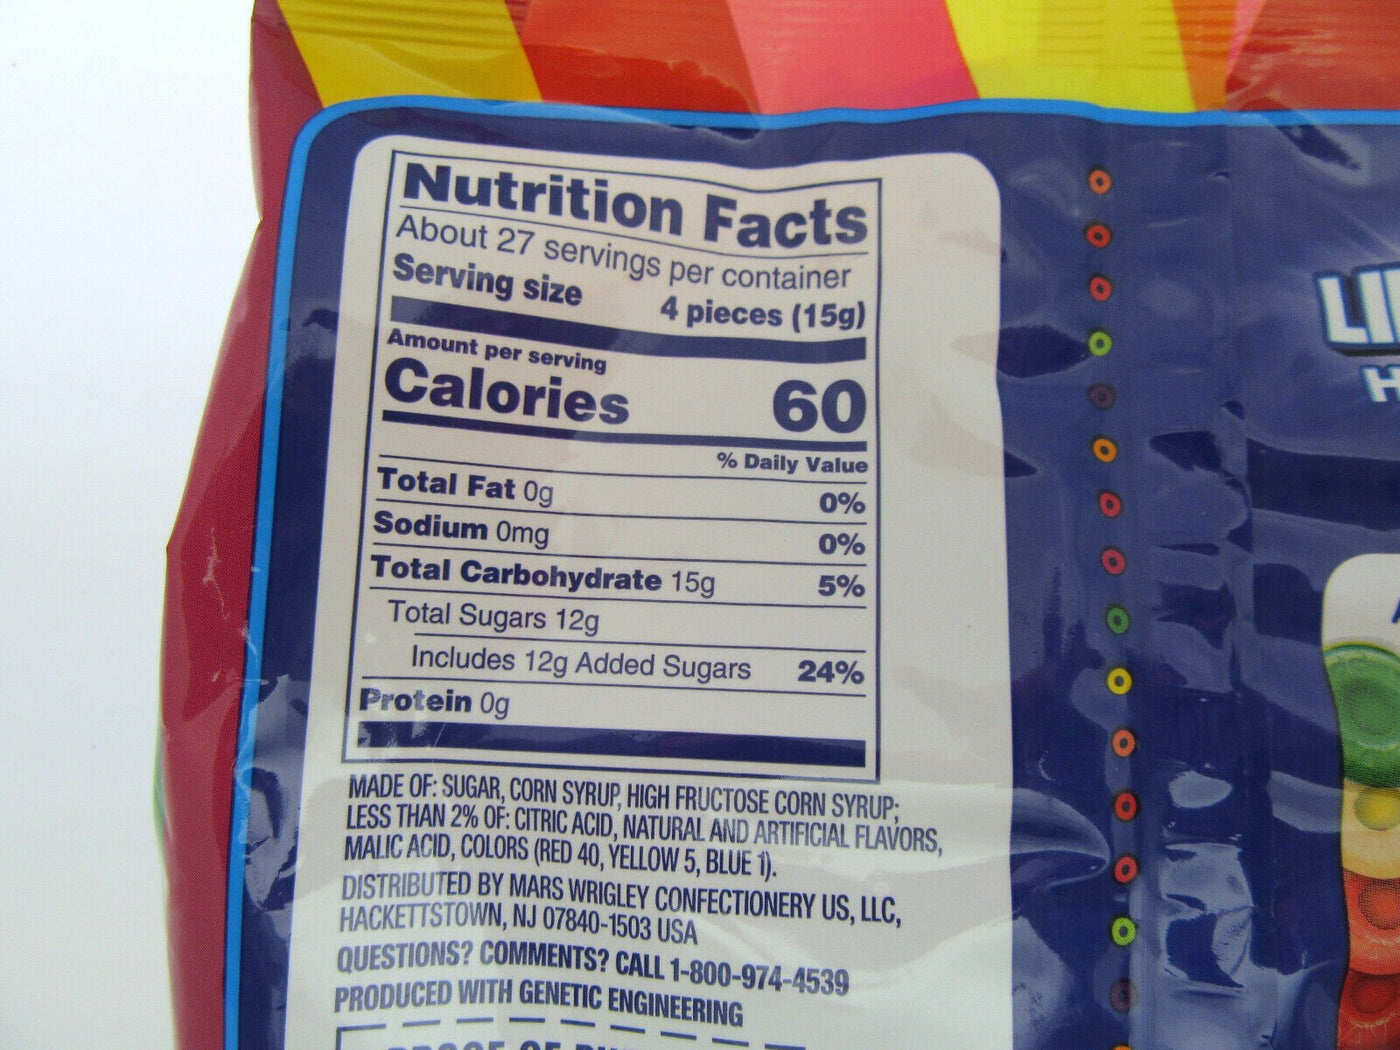 Nutrition Facts
About 27 servings per container
Serving size 4 pieces (15g)
Amount per serving
Calories 60
% Daily Value
Total Fat 0g 0%
Sodium 0mg 0%
Total Carbohydrate 15g 5%
Total Sugars 12g
Includes 12g Added Sugars 24%
Protein 0g
MADE OF: SUGAR, CORN SYRUP, HIGH FRUCTOSE CORN SYRUP;
LESS THAN 2% OF: CITRIC ACID, NATURAL AND ARTIFICIAL FLAVORS,
MALIC ACID, COLORS (RED 40, YELLOW 5, BLUE 1).
DISTRIBUTED BY MARS WRIGLEY CONFECTIONERY US, LLC,
HACKETTSTOWN, NJ 07840-1503 USA
QUESTIONS? COMMENTS? CALL 1-800-974-4539
PRODUCED WITH GENETIC ENGINEERING